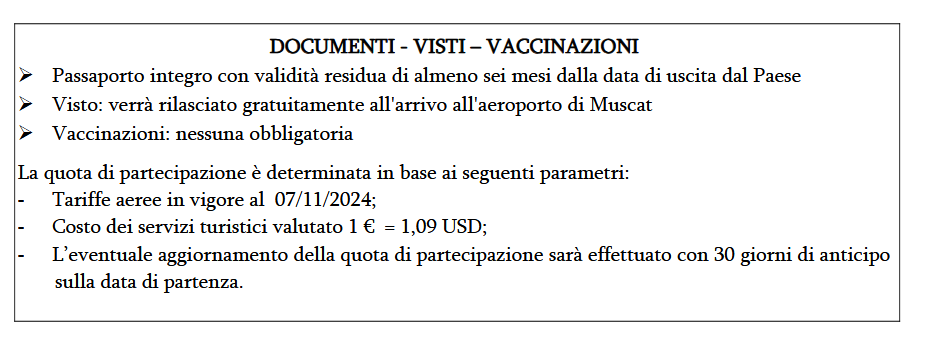 DOCUMENTI - VISTI – VACCINAZIONI
➢ Passaporto integro con validità residua di almeno sei mesi dalla data di uscita dal Paese
➢ Visto: verrà rilasciato gratuitamente all'arrivo all'aeroporto di Muscat
➢ Vaccinazioni: nessuna obbligatoria
La quota di partecipazione è determinata in base ai seguenti parametri:
- Tariffe aeree in vigore al 07/11/2024;
- Costo dei servizi turistici valutato 1 € = 1,09 USD;
- L’eventuale aggiornamento della quota di partecipazione sarà effettuato con 30 giorni di anticipo
sulla data di partenza.